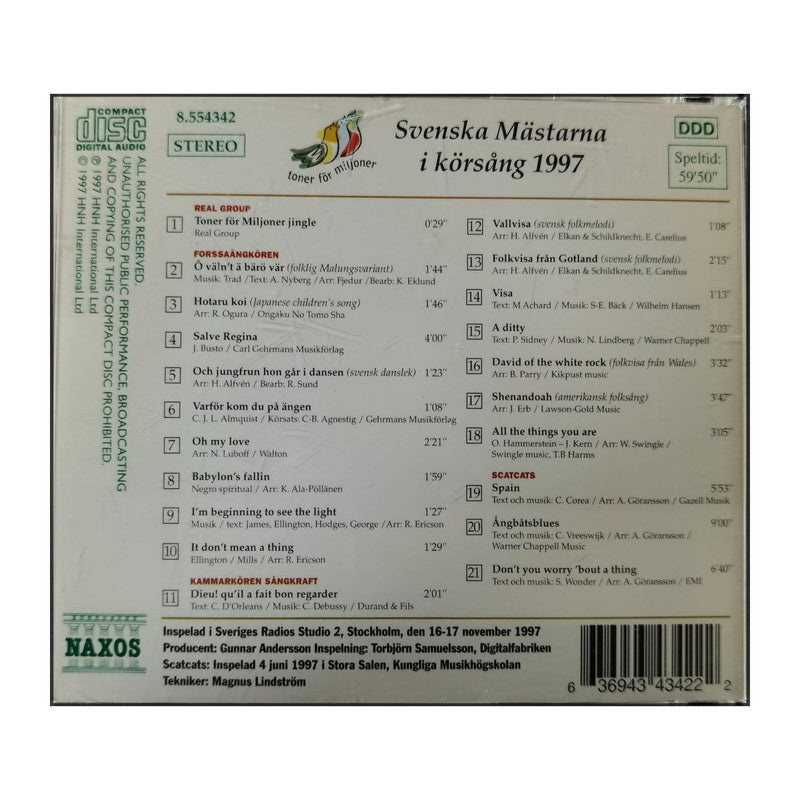 COMPACT
disc
DIGITAL AUDIO
8.554342
STEREO
toner för miljoner
Svenska Mästarna
i körsång 1997
DDD
Speltid:
59'50"
ALL RIGHTS RESERVED.
UNAUTHORISED PUBLIC PERFORMANCE, BROADCASTING
AND COPYING OF THIS COMPACT DISC PROHIBITED.
℗ 1997 HNH International Ltd
© 1997 HNH International Ltd
REAL GROUP
1 Toner för Miljoner jingle 0'29"
Real Group
FORSSAÅNGKÖREN
2 Ô väln't ä bärö vär (folklig Malungsvariant) 1'44"
Musik: Trad /Text: A. Nyberg /Arr: Fjedur /Bearb: K. Eklund
3 Hotaru koi (Japanese children's song) 1'46"
Arr: R. Ogura / Ongaku No Tomo Sha
4 Salve Regina 4'00"
J. Busto / Carl Gehrmans Musikförlag
5 Och jungfrun hon går i dansen (svensk danslek) 1'23"
Arr: H. Alfvén / Bearb: R. Sund
6 Varför kom du på ängen 1'08"
C. J. L. Almquist / Körsats: C-B. Agnestig / Gehrmans Musikförlag
7 Oh my love 2'21"
Arr: N. Luboff / Walton
8 Babylon's fallin 1'59"
Negro spiritual / Arr: K. Ala-Pöllänen
9 I'm beginning to see the light 1'27"
Musik / text: James, Ellington, Hodges, George / Arr: R. Ericson
10 It don't mean a thing 1'29"
Ellington / Mills / Arr: R. Ericson
KAMMARKÖREN SÅNGKRAFT
11 Dieu! qu'il a fait bon regarder 2'01"
Text: C. D'Orleans / Musik: C. Debussy / Durand & Fils
12 Vallvisa (svensk folkmelodi) 1'08"
Arr: H. Alfvén / Elkan & Schildknecht, E. Carelius
13 Folkvisa från Gotland (svensk folkmelodi) 2'15"
Arr: H. Alfvén / Elkan & Schildknecht, E. Carelius
14 Visa 1'13"
Text: M Achard / Musik: S-E. Bäck / Wilhelm Hansen
15 A ditty 2'03"
Text: P. Sidney / Musik: N. Lindberg / Warner Chappell
16 David of the white rock (folkvisa från Wales) 3'32"
Arr: B. Parry / Kikpust music
17 Shenandoah (amerikansk folksång) 3'47"
Arr: J. Erb / Lawson-Gold Music
18 All the things you are 3'05"
O. Hammerstein – J. Kern / Arr: W. Swingle /
Swingle music, T.B Harms
SCATCATS
19 Spain 5'53"
Text och musik: C. Corea / Arr: A. Göransson / Gazell Musik
20 Ångbåtsblues 9'00"
Text och musik: C. Vreeswijk / Arr: A. Göransson /
Warner Chappell Music
21 Don't you worry 'bout a thing 6'40"
Text och musik: S. Wonder / Arr: A. Göransson / EMI
NAXOS
Inspelad i Sveriges Radios Studio 2, Stockholm, den 16-17 november 1997
Producent: Gunnar Andersson Inspelning: Torbjörn Samuelsson, Digitalfabriken
Scatcats: Inspelad 4 juni 1997 i Stora Salen, Kungliga Musikhögskolan
Tekniker: Magnus Lindström
6 36943 43422 2